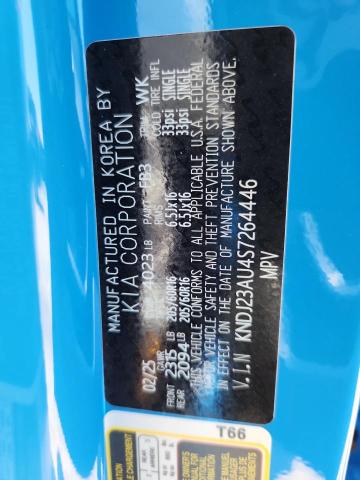 MANUFACTURED IN KOREA BY
KIA CORPORATION
02/25 4023 LB PAINT FB3 TRIM WK
GAWR RIMS COLD TIRE INFL
FRONT 2315 LB 205/60R16 6.5Jx16 33psi SINGLE
REAR 2094 LB 205/60R16 6.5Jx16 33psi SINGLE
THIS VEHICLE CONFORMS TO ALL APPLICABLE U.S.A. FEDERAL
MOTOR VEHICLE SAFETY AND THEFT PREVENTION STANDARDS
IN EFFECT ON THE DATE OF MANUFACTURE SHOWN ABOVE.
V.I.N KNDJ23AU4S7264446
MPV
T66
REAR